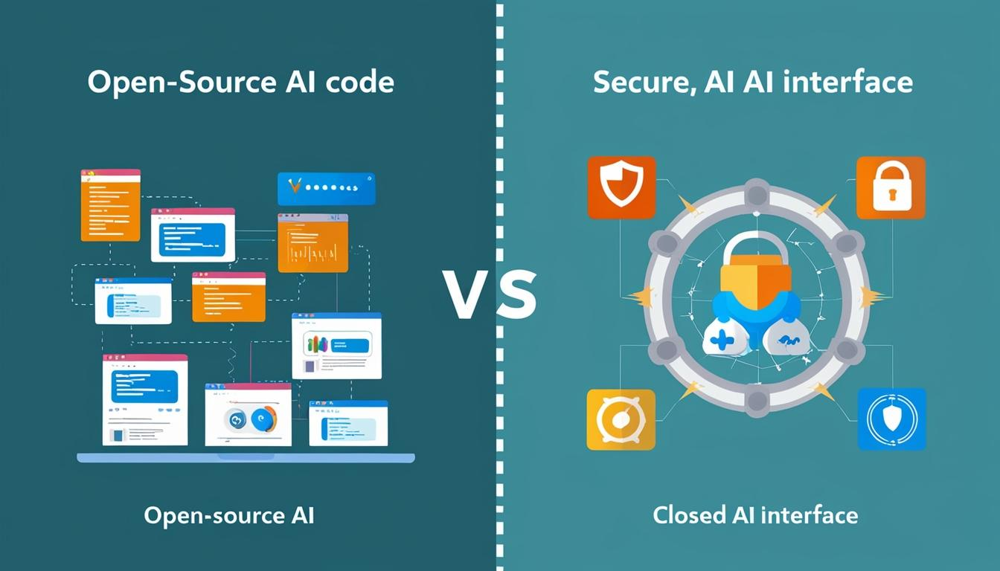 Open-Source AI code
Secure, AI AI interface
VS
Open-source AI
Closed AI interface